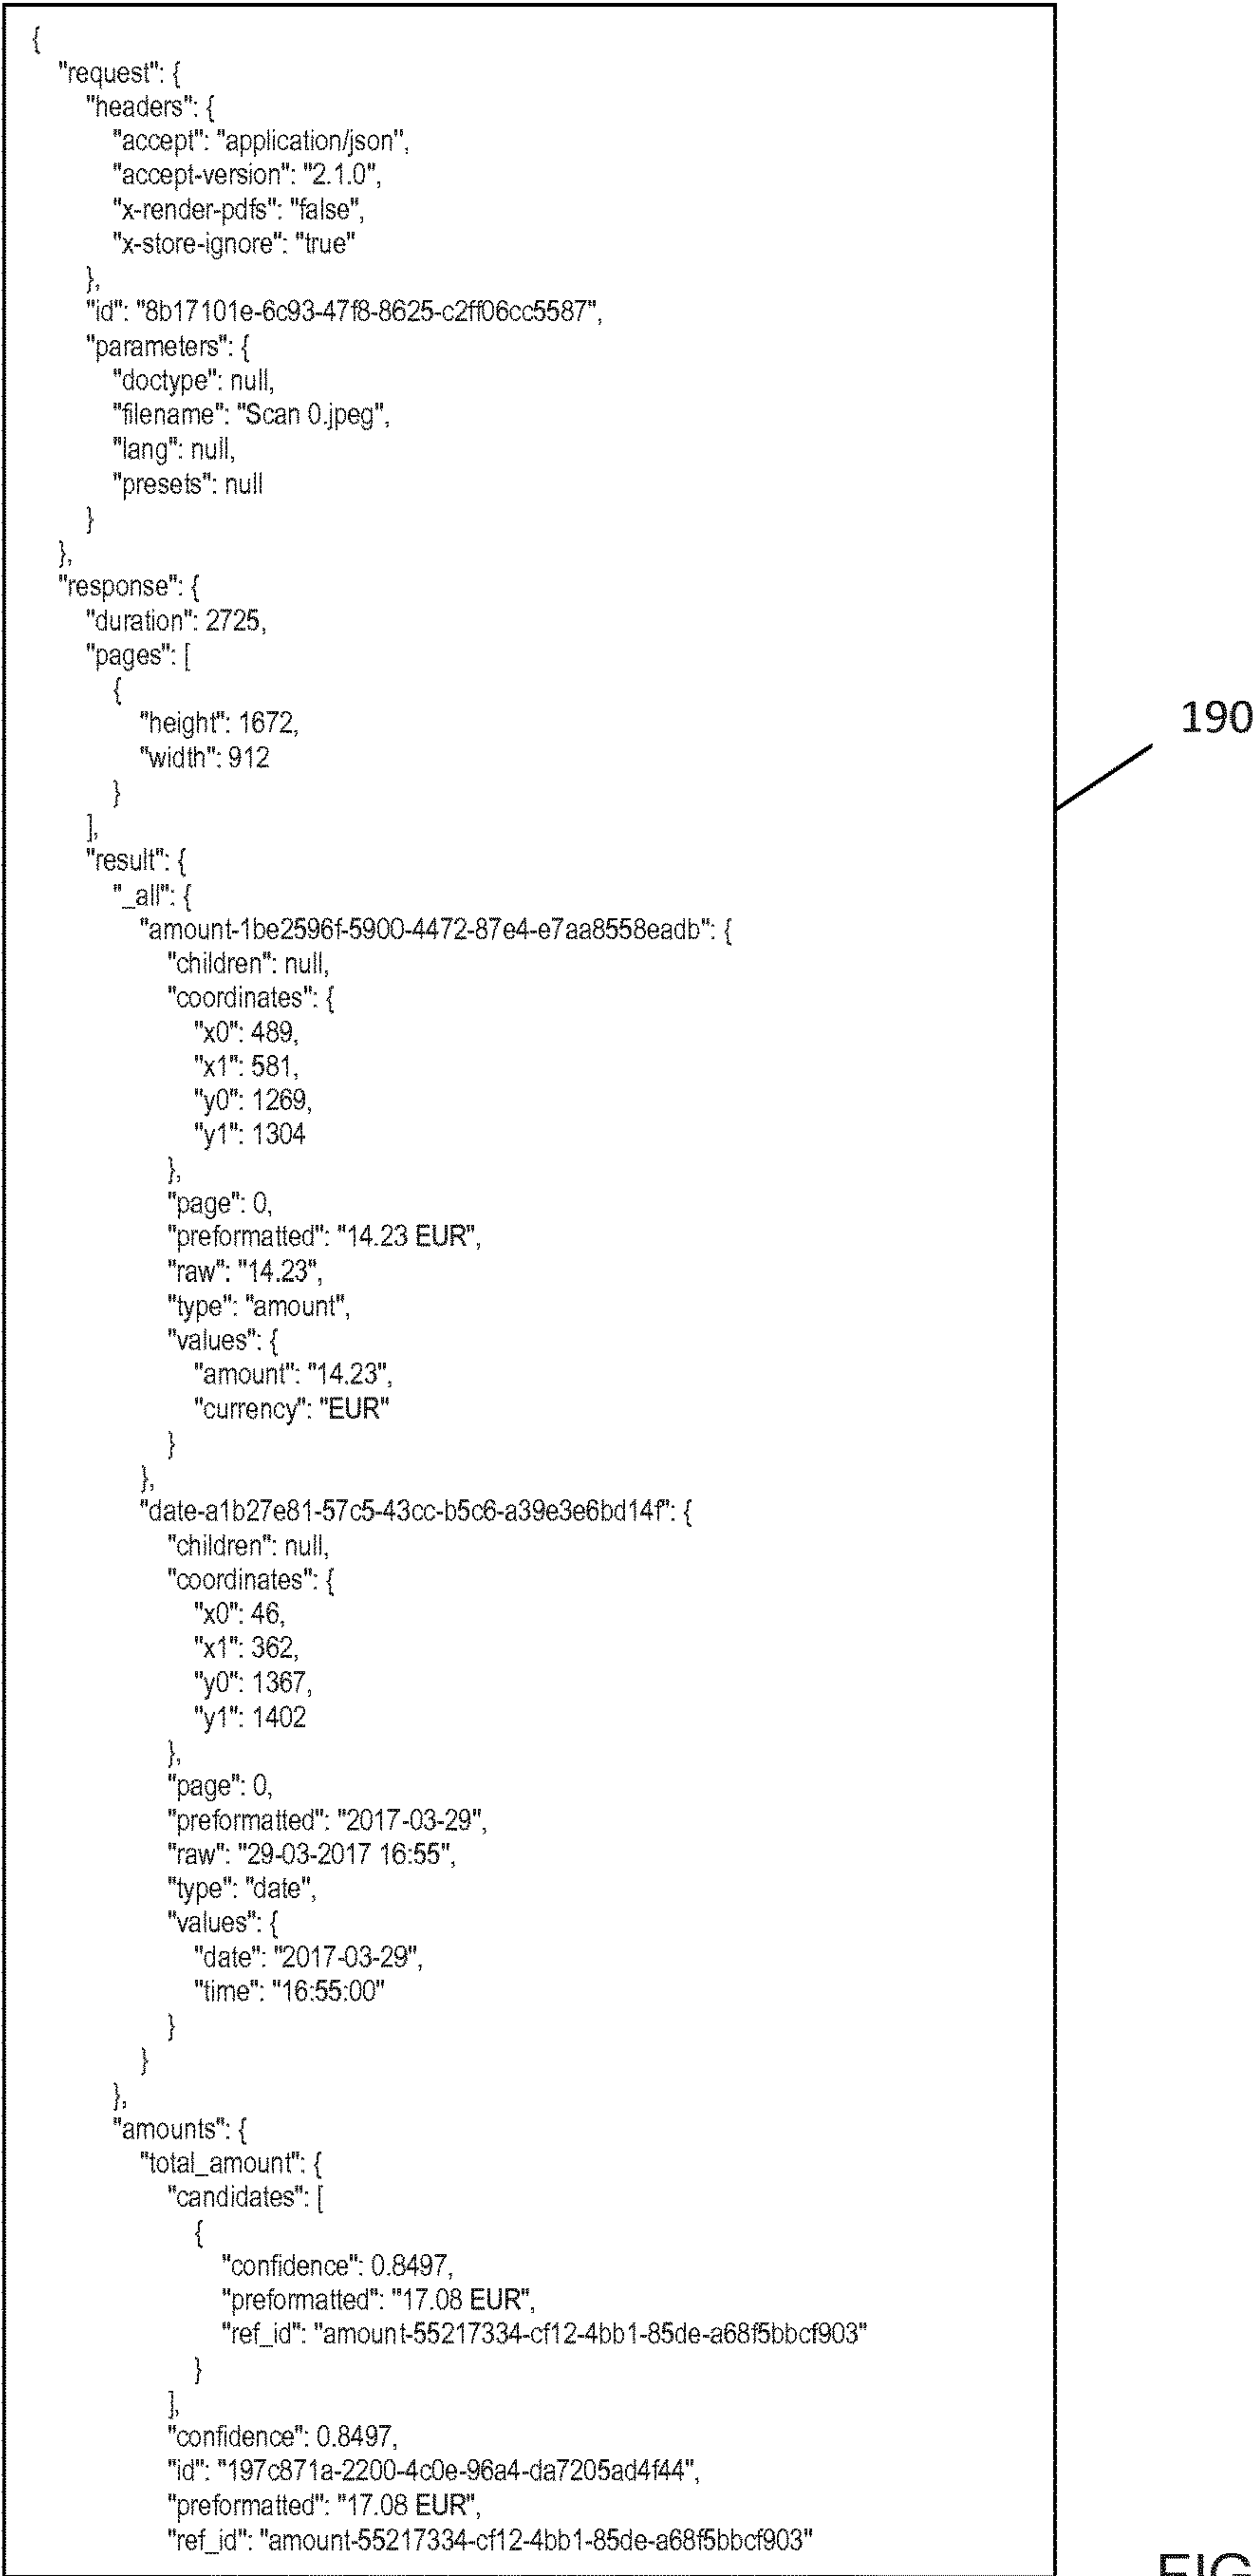 {
"request": {
"headers": {
"accept": "application/json",
"accept-version": "2.1.0",
"x-render-pdfs": "false",
"x-store-ignore": "true"
},
"id": "8b17101e-6c93-47f8-8625-c2ff06cc5587",
"parameters": {
"doctype": null,
"filename": "Scan 0.jpeg",
"lang": null,
"presets": null
}
},
"response": {
"duration": 2725,
"pages": [
{
"height": 1672,
"width": 912
}
],
"result": {
"_all": {
"amount-1be2596f-5900-4472-87e4-e7aa8558eadb": {
"children": null,
"coordinates": {
"x0": 489,
"x1": 581,
"y0": 1269,
"y1": 1304
},
"page": 0,
"preformatted": "14.23 EUR",
"raw": "14.23",
"type": "amount",
"values": {
"amount": "14.23",
"currency": "EUR"
}
},
"date-a1b27e81-57c5-43cc-b5c6-a39e3e6bd14f": {
"children": null,
"coordinates": {
"x0": 46,
"x1": 362,
"y0": 1367,
"y1": 1402
},
"page": 0,
"preformatted": "2017-03-29",
"raw": "29-03-2017 16:55",
"type": "date",
"values": {
"date": "2017-03-29",
"time": "16:55:00"
}
}
},
"amounts": {
"total_amount": {
"candidates": [
{
"confidence": 0.8497,
"preformatted": "17.08 EUR",
"ref_id": "amount-55217334-cf12-4bb1-85de-a68f5bbcf903"
}
],
"confidence": 0.8497,
"id": "197c871a-2200-4c0e-96a4-da7205ad4f44",
"preformatted": "17.08 EUR",
"ref_id": "amount-55217334-cf12-4bb1-85de-a68f5bbcf903"
190
FIG